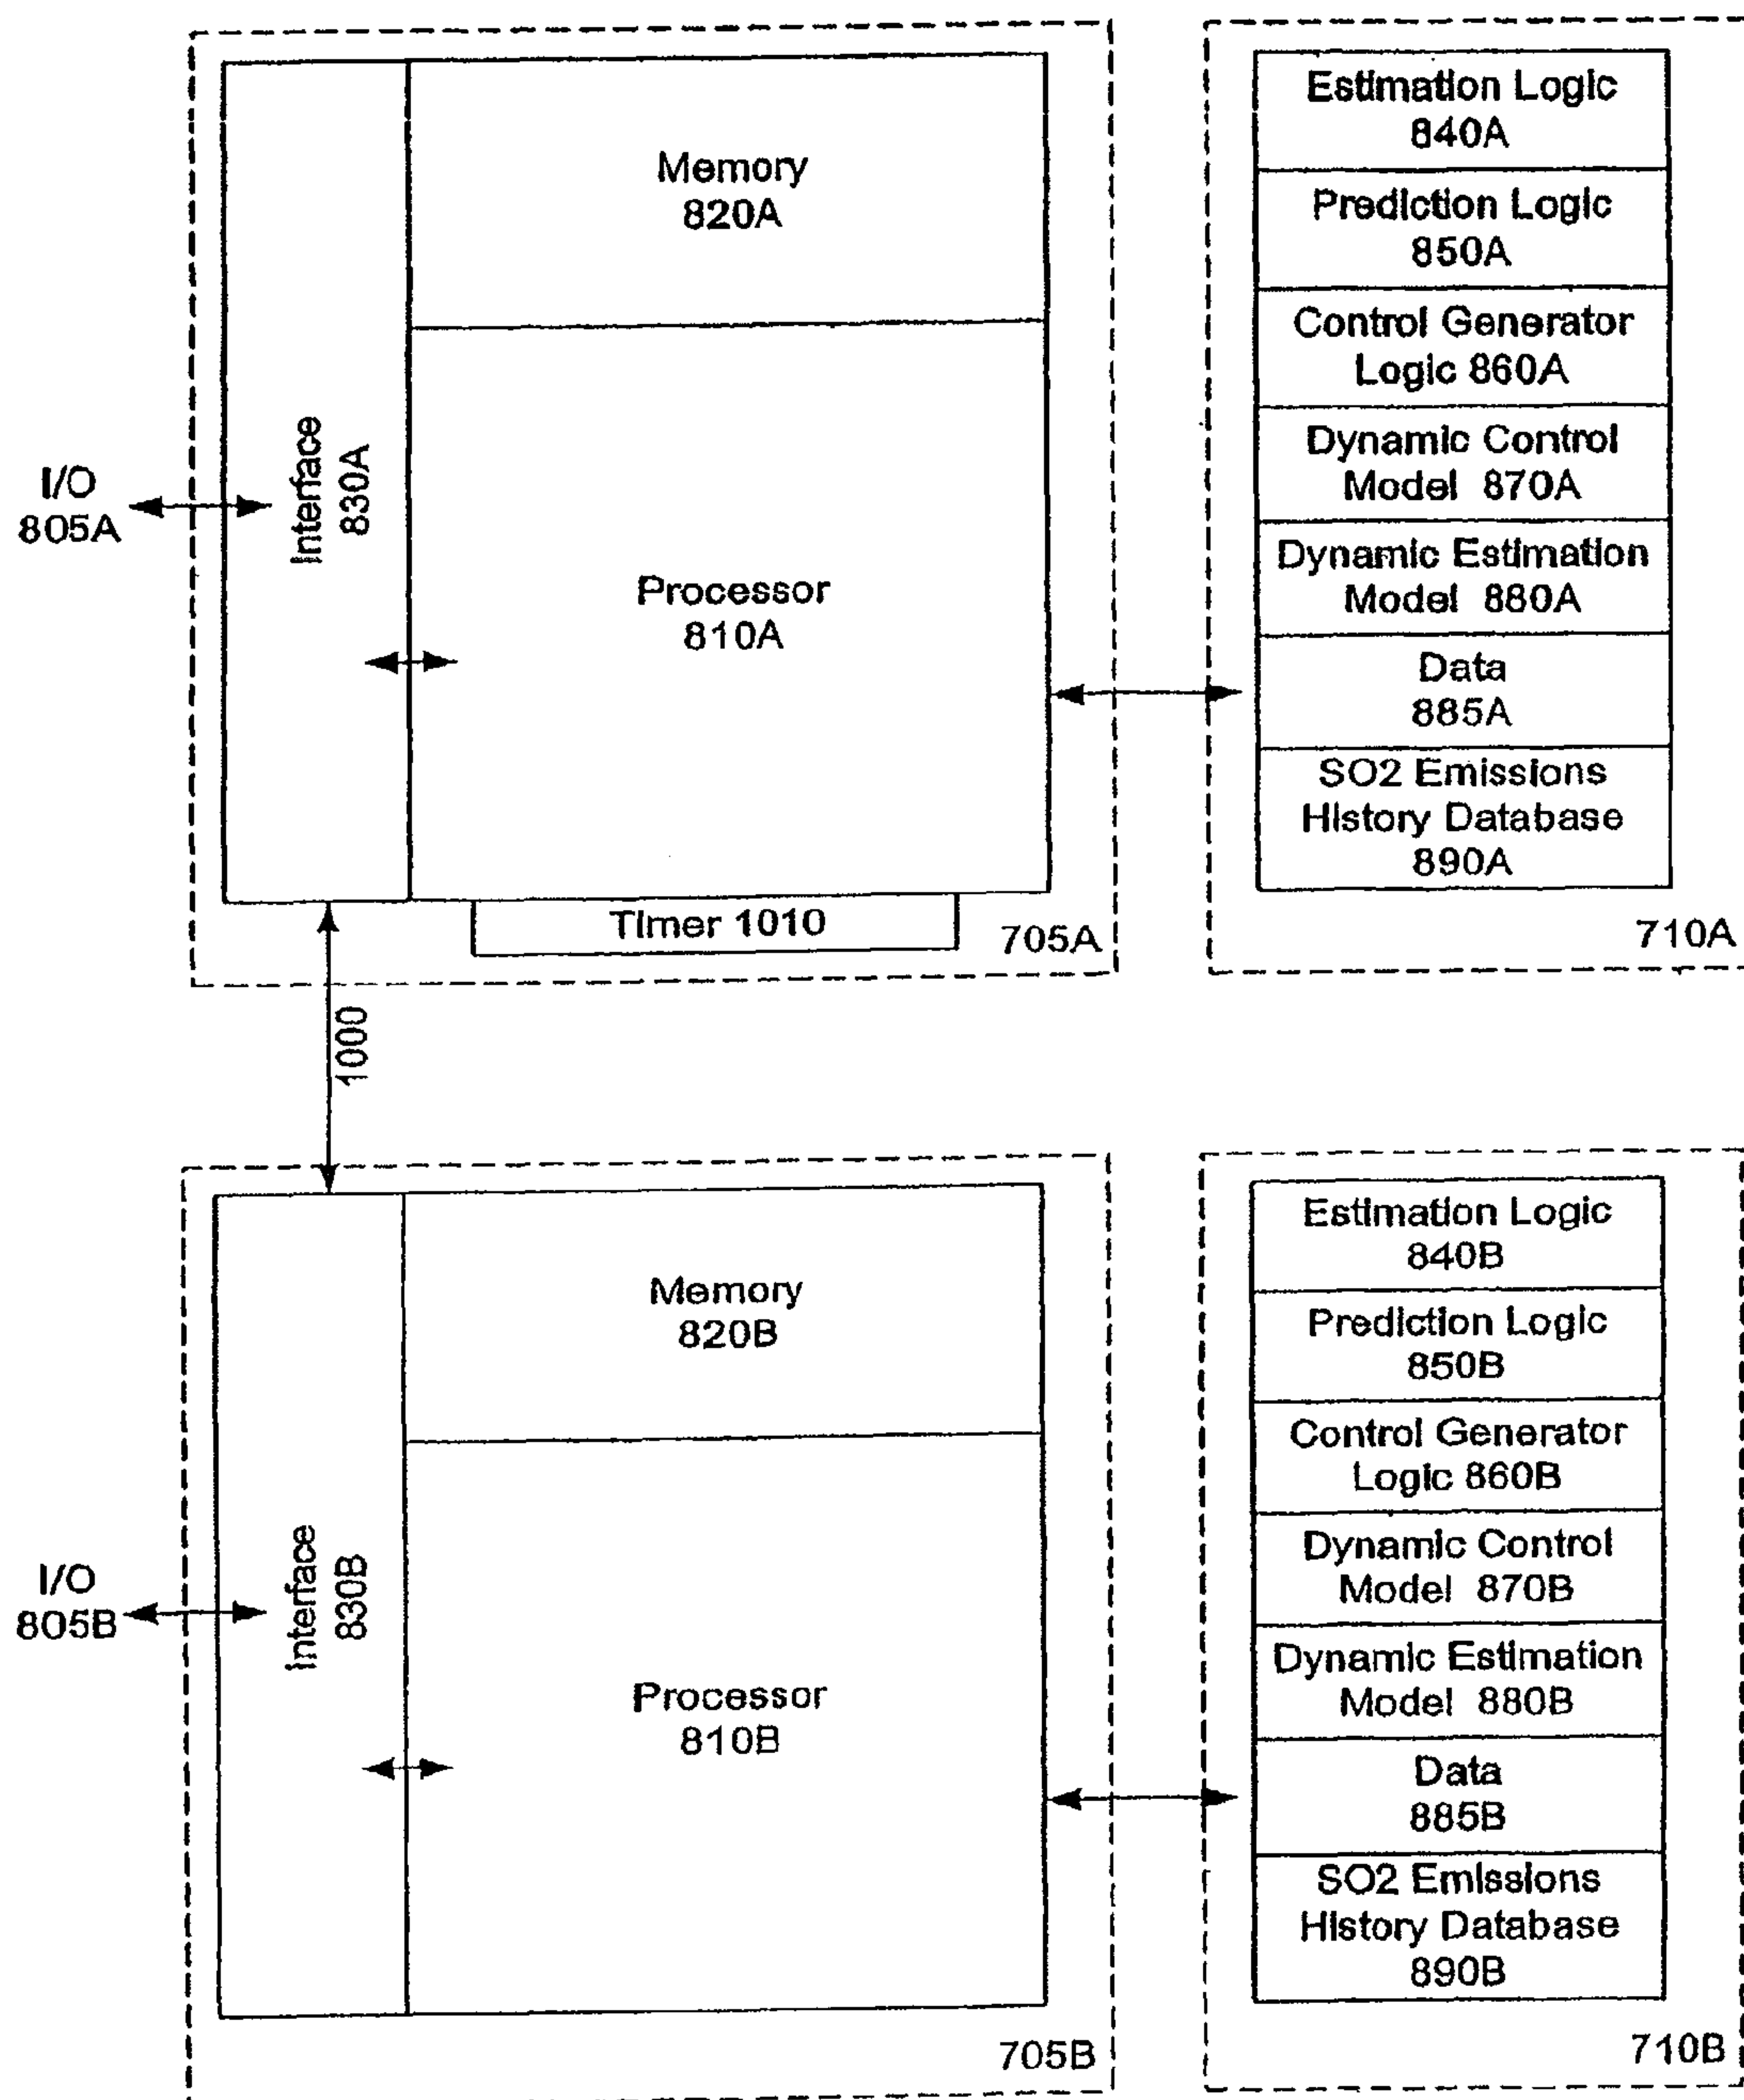 Memory
820A
Interface
830A
I/O
805A
Processor
810A
Timer 1010
705A
Estimation Logic
840A
Prediction Logic
850A
Control Generator
Logic 860A
Dynamic Control
Model 870A
Dynamic Estimation
Model 880A
Data
885A
SO2 Emissions
History Database
890A
710A
1000
Memory
820B
Interface
830B
I/O
805B
Processor
810B
705B
Estimation Logic
840B
Prediction Logic
850B
Control Generator
Logic 860B
Dynamic Control
Model 870B
Dynamic Estimation
Model 880B
Data
885B
SO2 Emissions
History Database
890B
710B